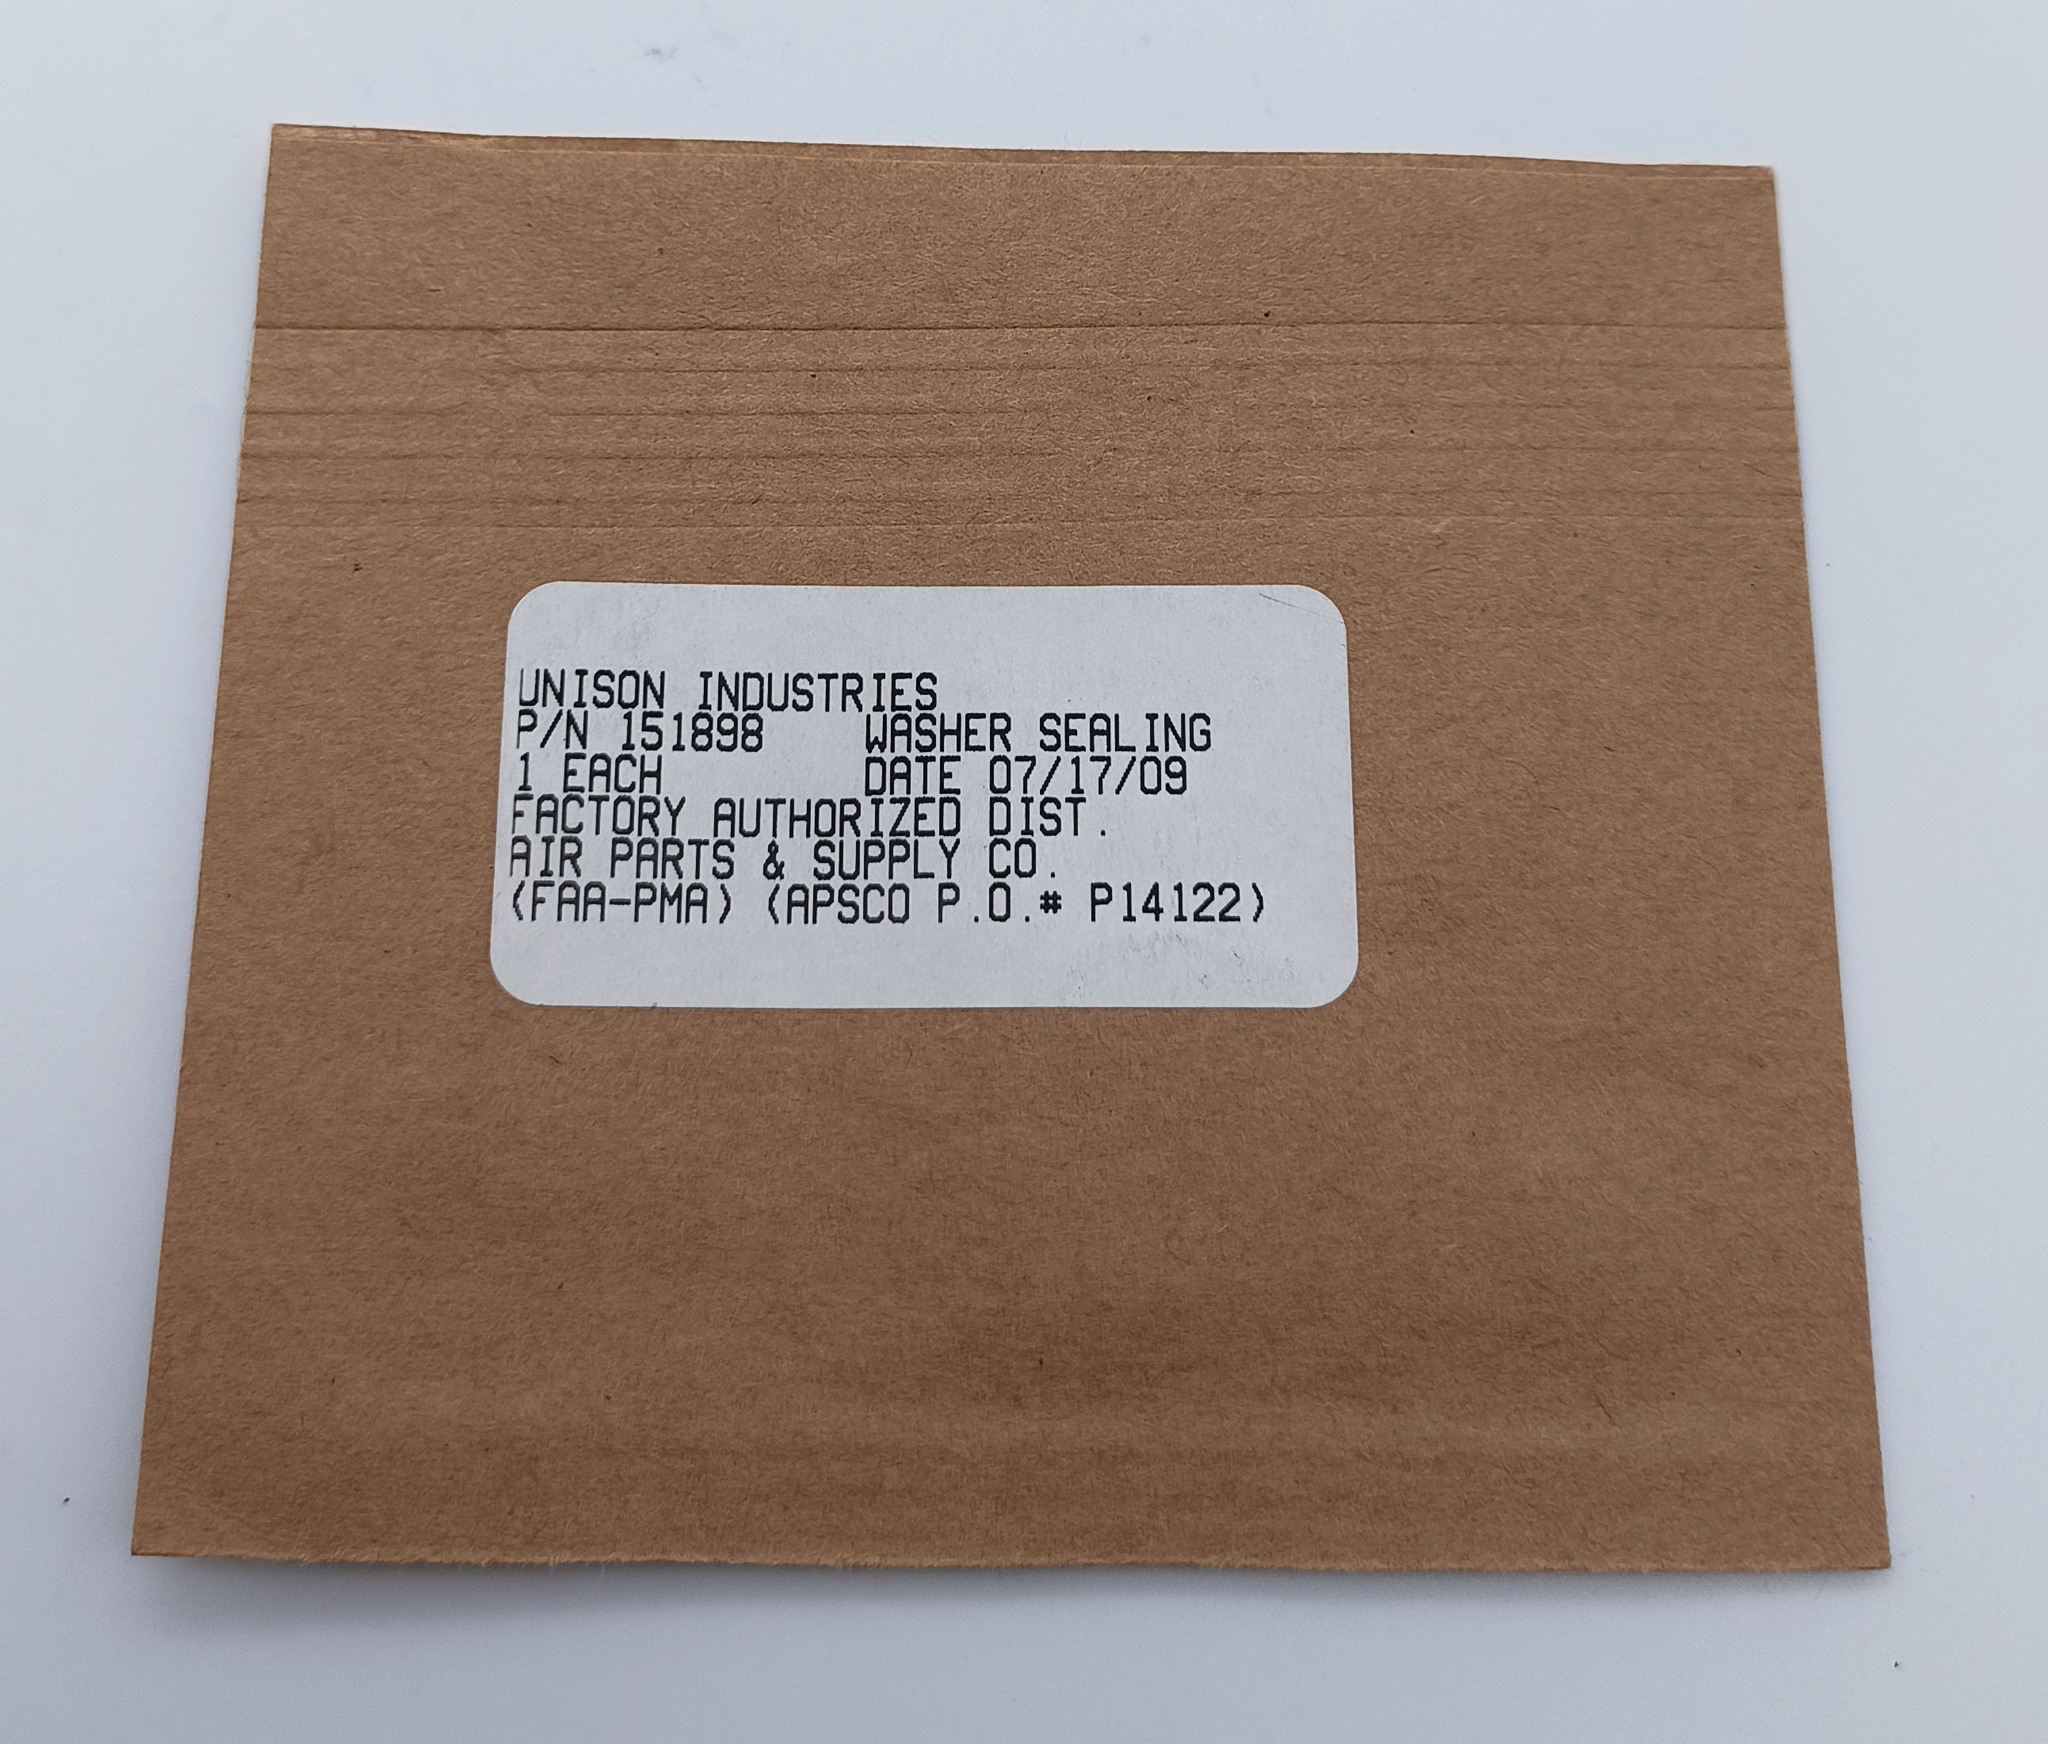 UNISON INDUSTRIES
P/N 151898 WASHER SEALING
1 EACH DATE 07/17/09
FACTORY AUTHORIZED DIST.
AIR PARTS & SUPPLY CO.
(FAA-PMA) (APSCO P.O.# P14122)